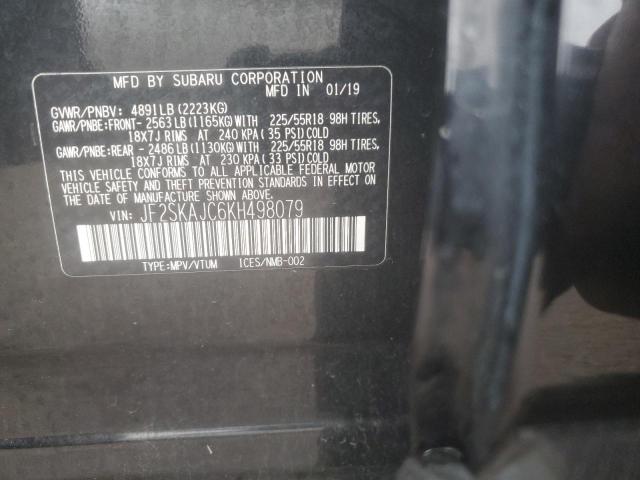 MFD BY SUBARU CORPORATION
MFD IN 01/19
GVWR/PNBV: 4891LB (2223KG)
GAWR/PNBE:FRONT- 2563LB (1165KG)WITH 225/55R18 98H TIRES,
18X7J RIMS AT 240 KPA (35 PSI)COLD
GAWR/PNBE:REAR - 2486LB (1130KG)WITH 225/55R18 98H TIRES,
18X7J RIMS AT 230 KPA (33 PSI)COLD
THIS VEHICLE CONFORMS TO ALL APPLICABLE FEDERAL MOTOR
VEHICLE SAFETY AND THEFT PREVENTION STANDARDS IN EFFECT ON
THE DATE OF MANUFACTURE SHOWN ABOVE.
VIN: JF2SKAJC6KH498079
TYPE:MPV/VTUM ICES/NMB-002